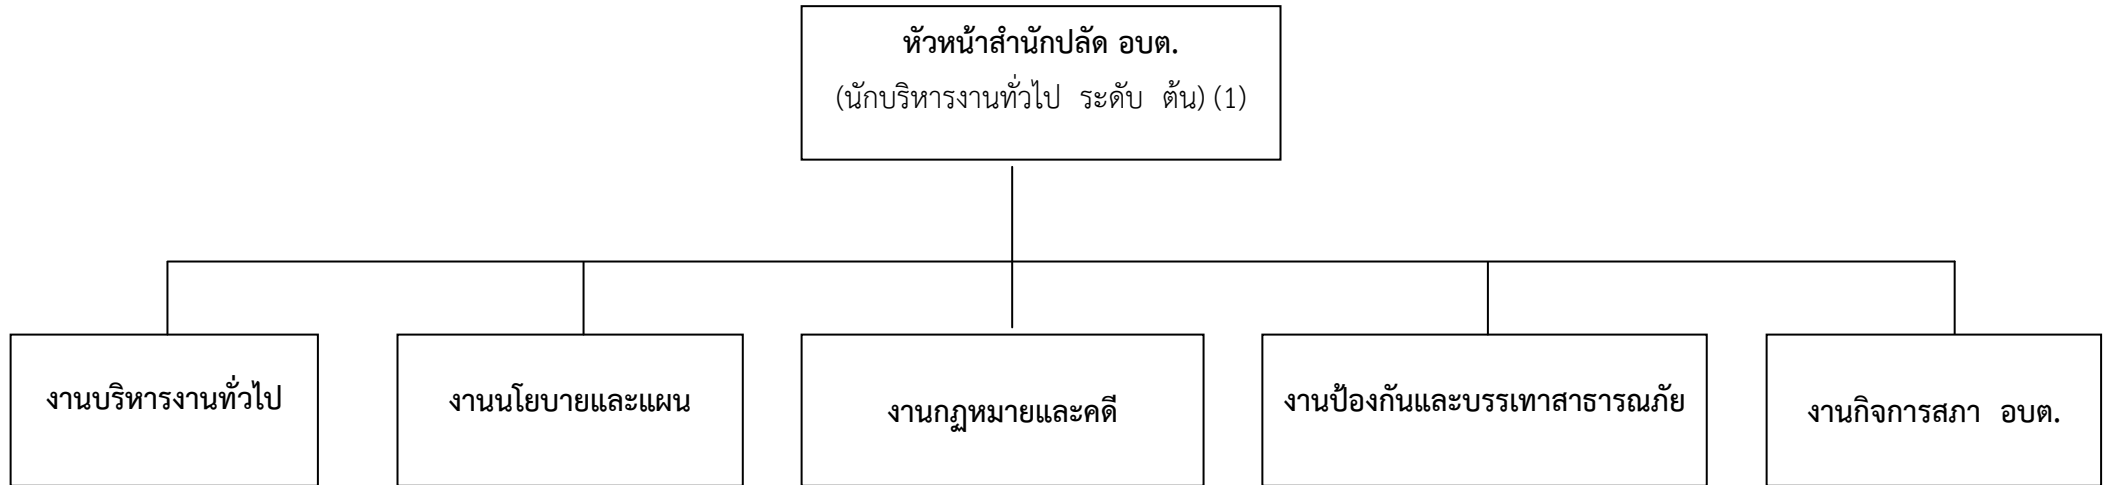 หัวหน้าสำนักปลัด อบต.
(นักบริหารงานทั่วไป ระดับ ต้น) (1)
งานบริหารงานทั่วไป
งานนโยบายและแผน
งานกฎหมายและคดี
งานป้องกันและบรรเทาสาธารณภัย
งานกิจการสภา อบต.